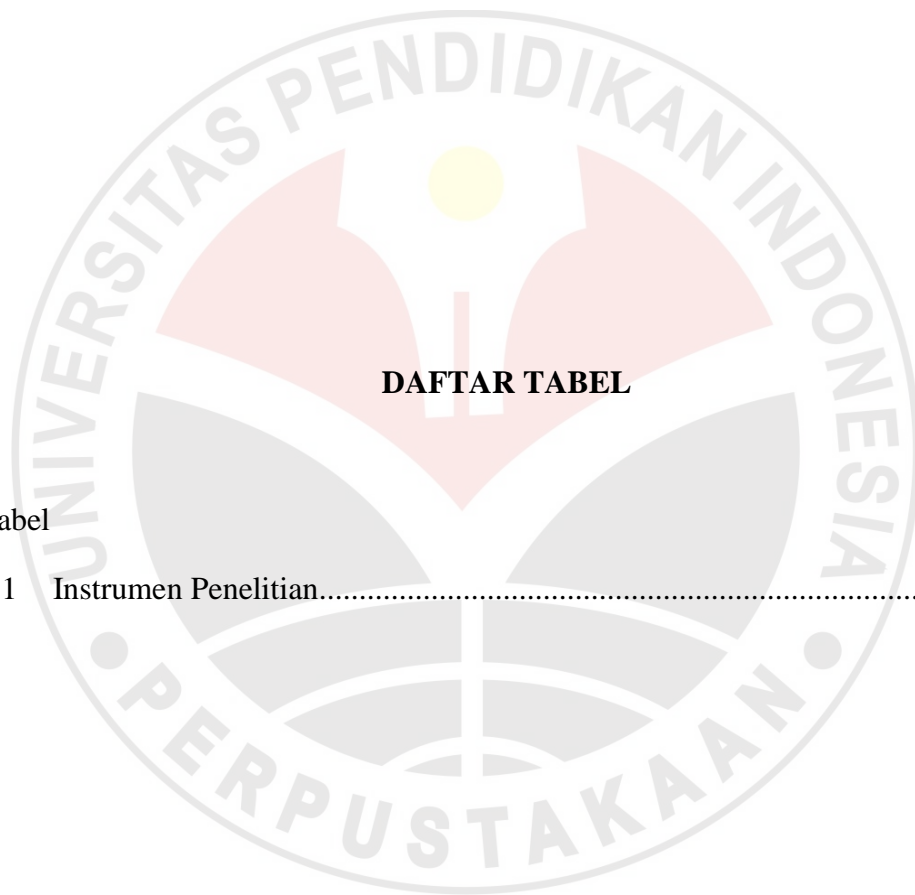 UNIVERSITAS PENDIDIKAN INDONESIA
DAFTAR TABEL
abel
1 Instrumen Penelitian..........................................................................
PERPUSTAKAAN